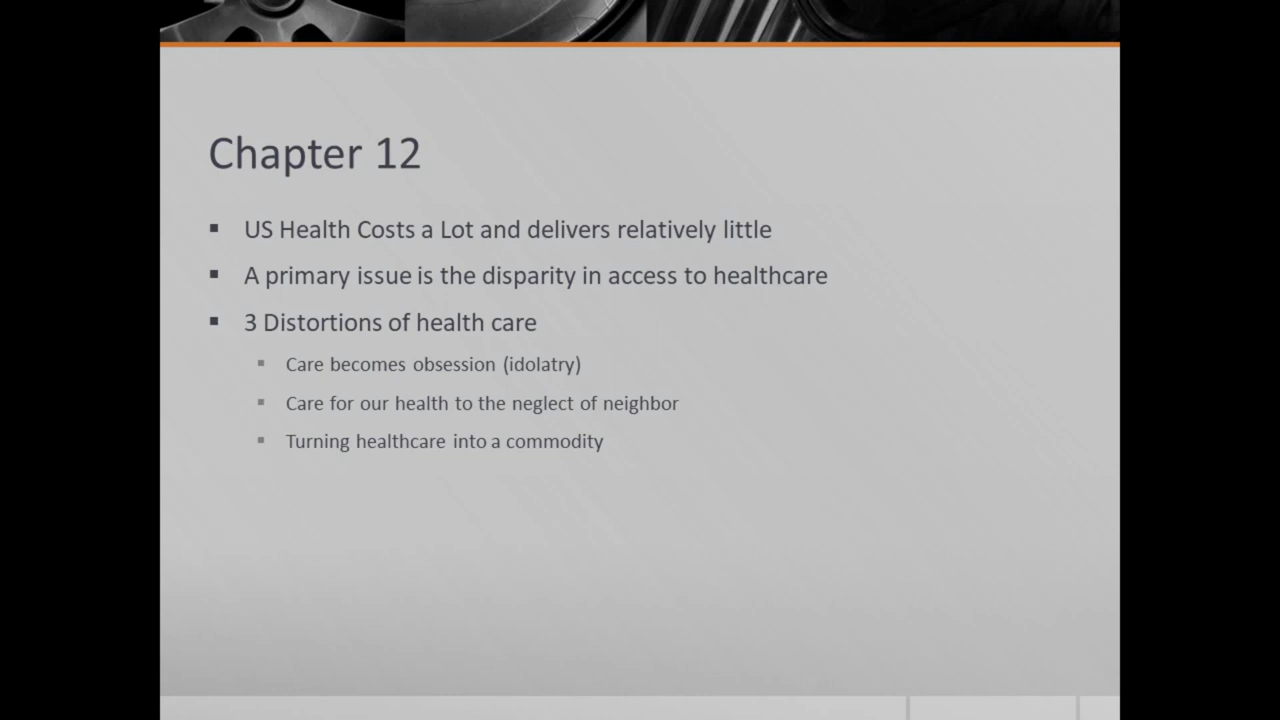 Chapter 12
▪ US Health Costs a Lot and delivers relatively little
▪ A primary issue is the disparity in access to healthcare
▪ 3 Distortions of health care
▪ Care becomes obsession (idolatry)
▪ Care for our health to the neglect of neighbor
▪ Turning healthcare into a commodity